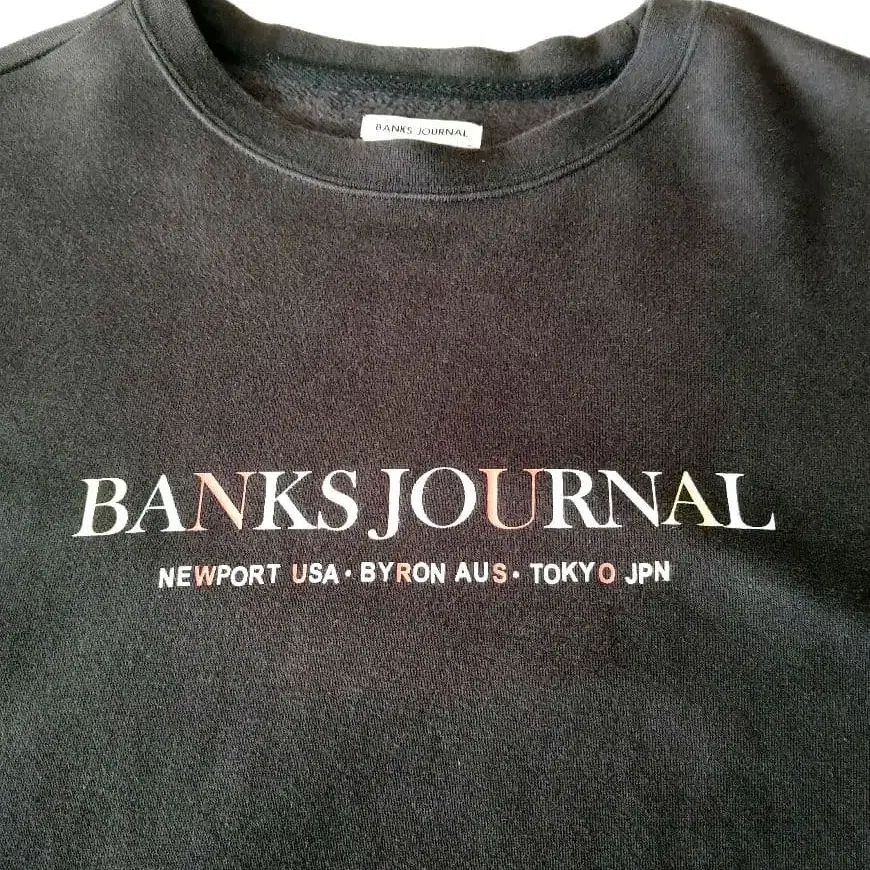 BANKS JOURNAL
BANKS JOURNAL
NEWPORT USA · BYRON AUS · TOKYO JPN